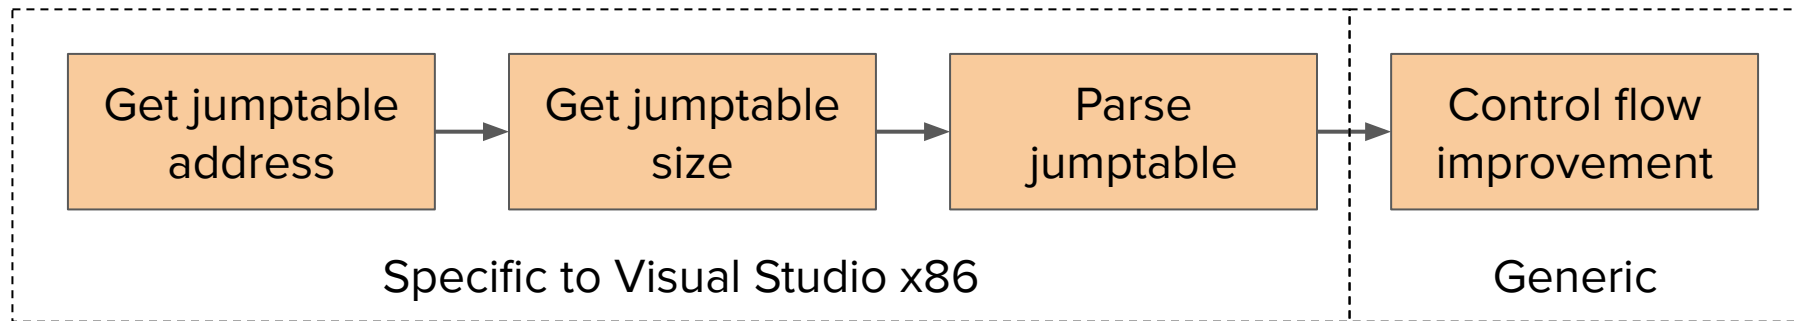 Get jumptable
address
Get jumptable
size
Parse
jumptable
Control flow
improvement
Specific to Visual Studio x86
Generic